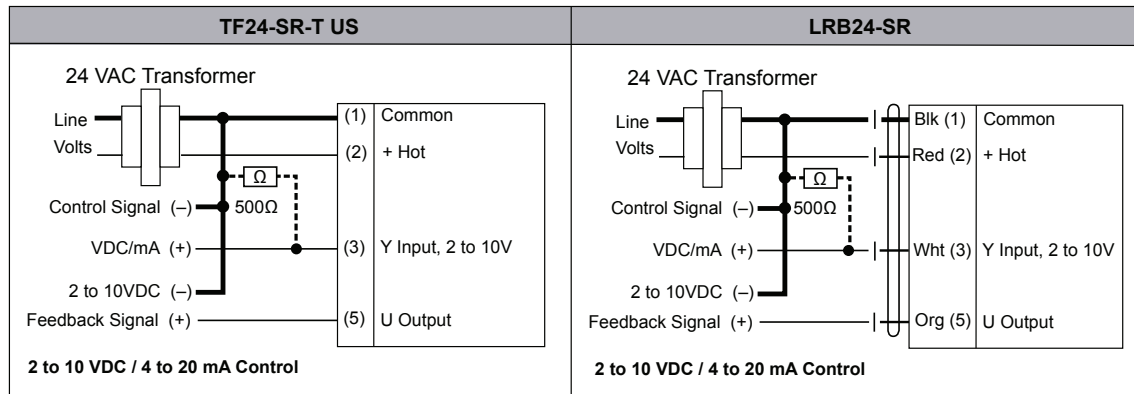 TF24-SR-T US
24 VAC Transformer
Line
Volts
(1) Common
(2) + Hot
Ω
Control Signal (–)
500Ω
VDC/mA (+)
(3) Y Input, 2 to 10V
2 to 10VDC (–)
Feedback Signal (+)
(5) U Output
2 to 10 VDC / 4 to 20 mA Control
LRB24-SR
24 VAC Transformer
Line
Volts
Blk (1) Common
Red (2) + Hot
Ω
Control Signal (–)
500Ω
VDC/mA (+)
Wht (3) Y Input, 2 to 10V
2 to 10VDC (–)
Feedback Signal (+)
Org (5) U Output
2 to 10 VDC / 4 to 20 mA Control